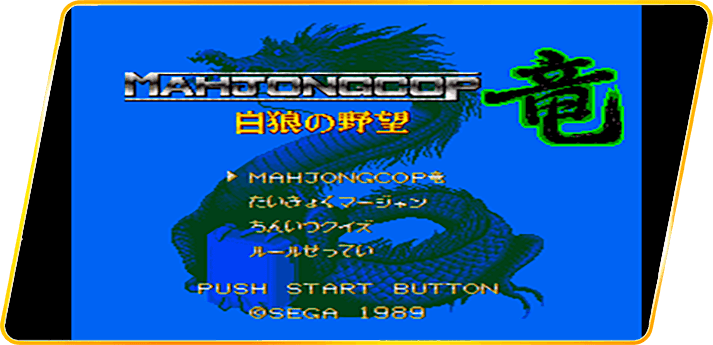 MAHJONGCOP 竜
白狼の野望
MAHJONGCOP竜
たいきょくマージャン
ちんいつクイズ
ルールせってい
PUSH START BUTTON
©SEGA 1989